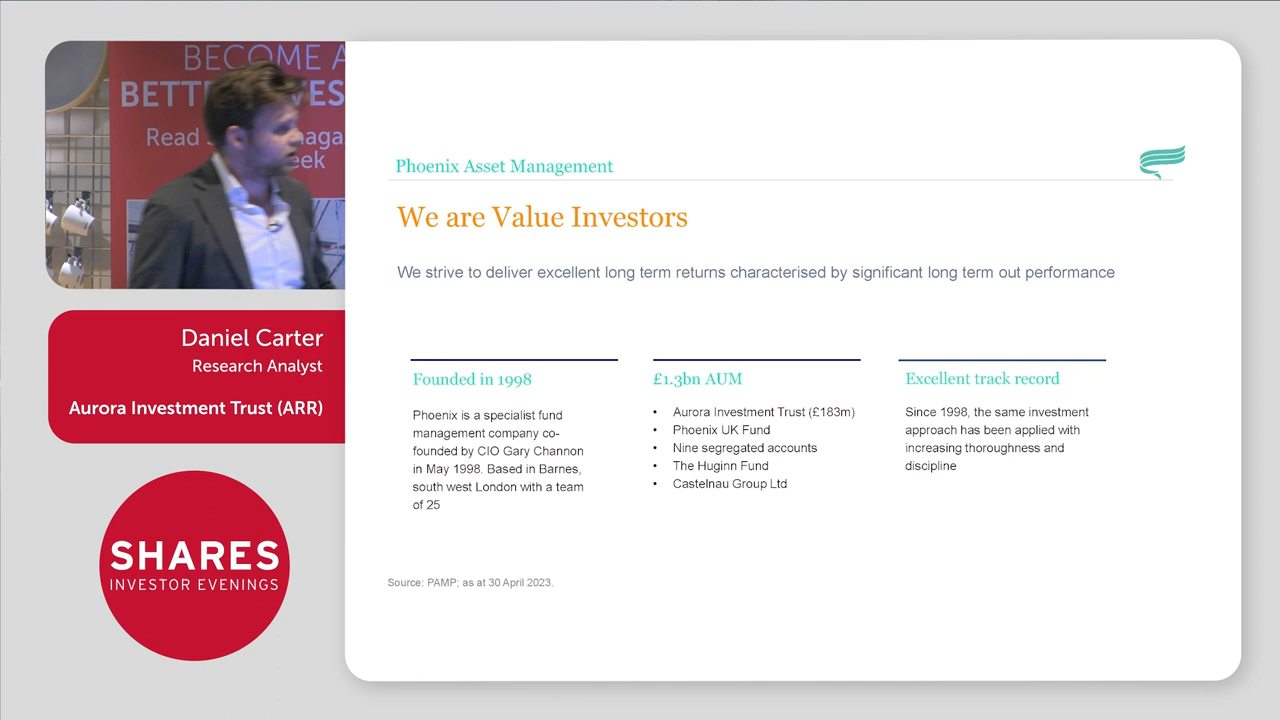 BECOME A
Read
eek
Daniel Carter
Research Analyst
Aurora Investment Trust (ARR)
SHARES
INVESTOR EVENINGS
Phoenix Asset Management
We are Value Investors
We strive to deliver excellent long term returns characterised by significant long term out performance
Founded in 1998
Phoenix is a specialist fund
management company co-
founded by CIO Gary Channon
in May 1998. Based in Barnes,
south west London with a team
of 25
£1.3bn AUM
• Aurora Investment Trust (£183m)
• Phoenix UK Fund
• Nine segregated accounts
• The Huginn Fund
• Castelnau Group Ltd
Excellent track record
Since 1998, the same investment
approach has been applied with
increasing thoroughness and
discipline
Source: PAMP; as at 30 April 2023.